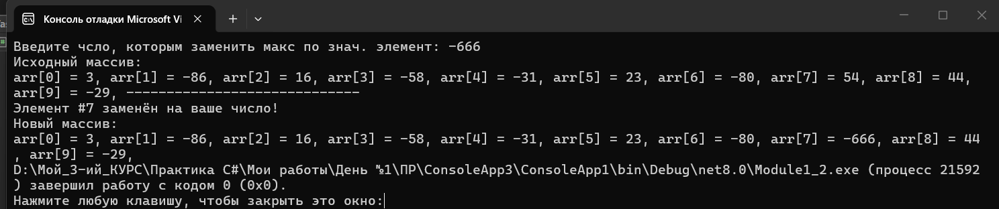 Консоль отладки Microsoft Vi
Введите чсло, которым заменить макс по знач. элемент: -666
Исходный массив:
arr[0] = 3, arr[1] = -86, arr[2] = 16, arr[3] = -58, arr[4] = -31, arr[5] = 23, arr[6] = -80, arr[7] = 54, arr[8] = 44,
arr[9] = -29, -----------------------------
Элемент #7 заменён на ваше число!
Новый массив:
arr[0] = 3, arr[1] = -86, arr[2] = 16, arr[3] = -58, arr[4] = -31, arr[5] = 23, arr[6] = -80, arr[7] = -666, arr[8] = 44
, arr[9] = -29,
D:\Мой_3-ий_КУРС\Практика C#\Мои работы\День №1\ПР\ConsoleApp3\ConsoleApp1\bin\Debug\net8.0\Module1_2.exe (процесс 21592
) завершил работу с кодом 0 (0x0).
Нажмите любую клавишу, чтобы закрыть это окно: